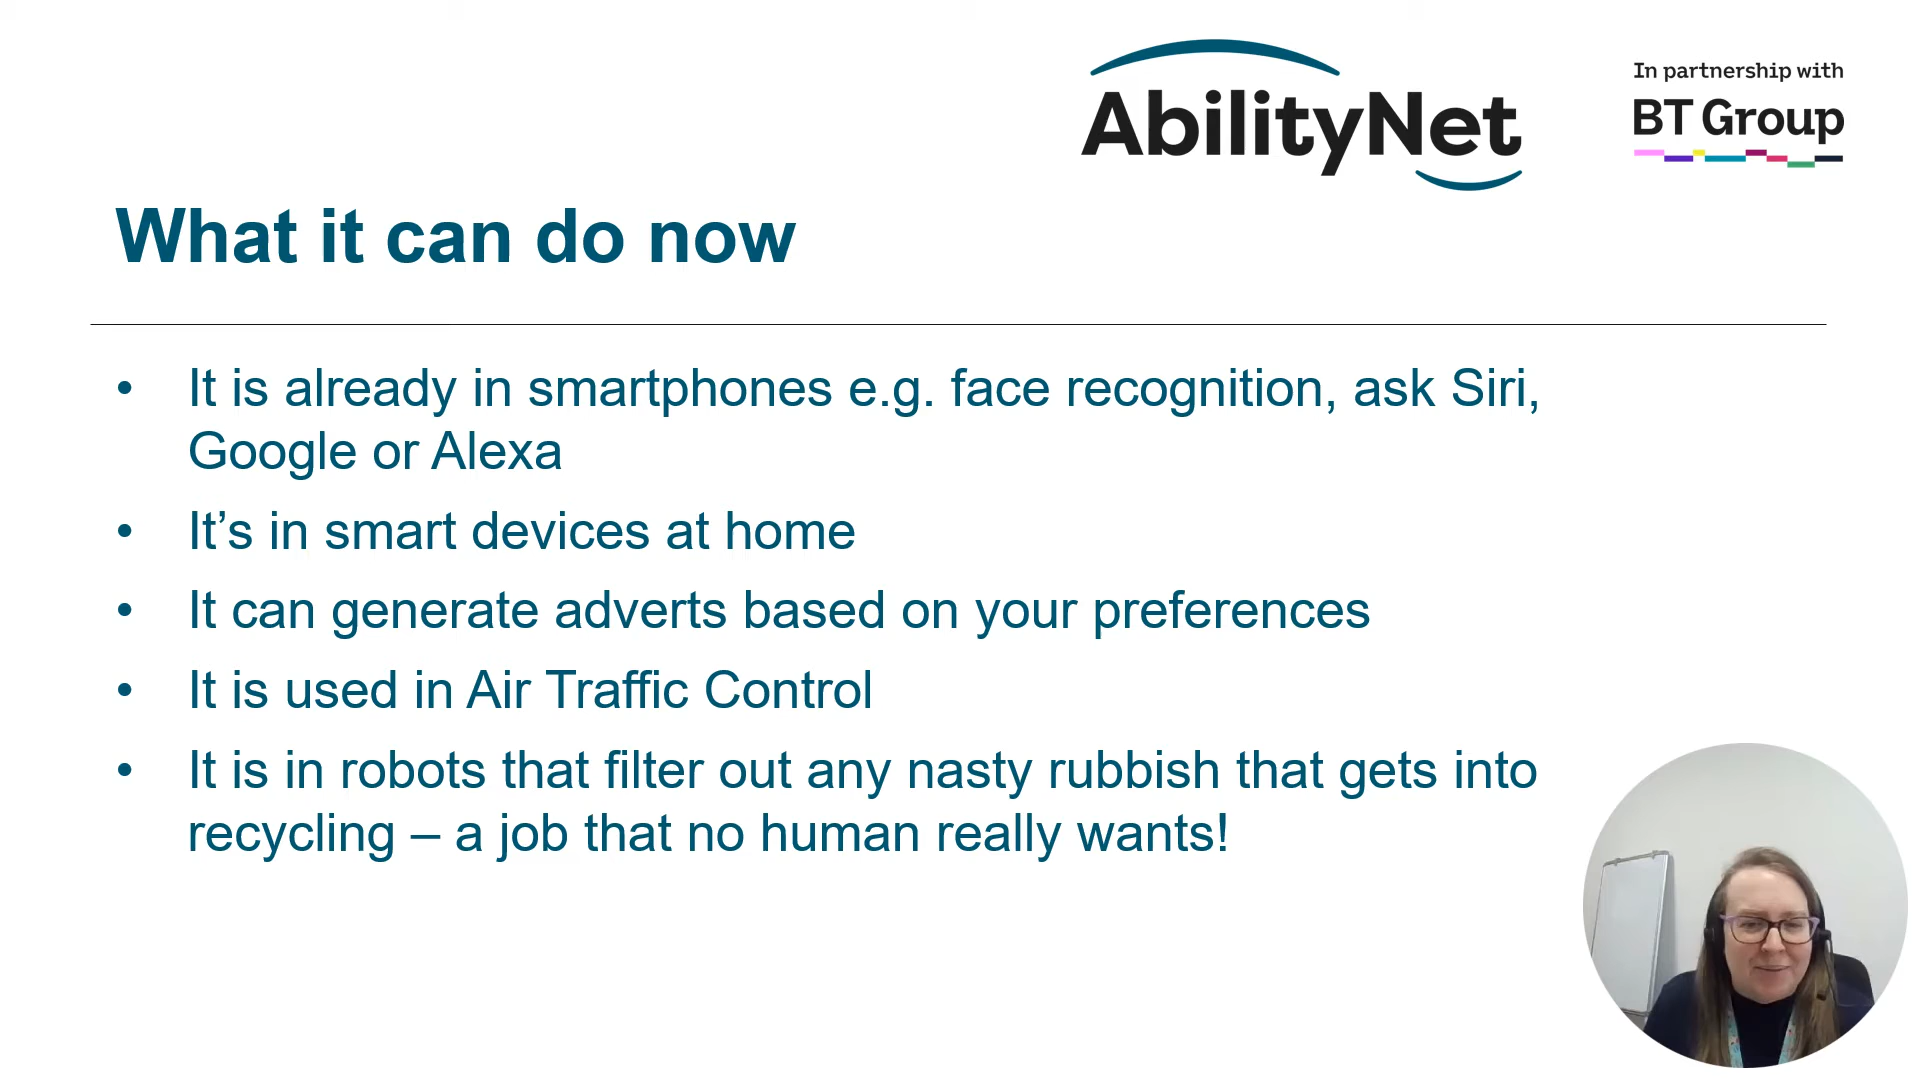 AbilityNet
In partnership with
BT Group
What it can do now
• It is already in smartphones e.g. face recognition, ask Siri,
Google or Alexa
• It’s in smart devices at home
• It can generate adverts based on your preferences
• It is used in Air Traffic Control
• It is in robots that filter out any nasty rubbish that gets into
recycling – a job that no human really wants!